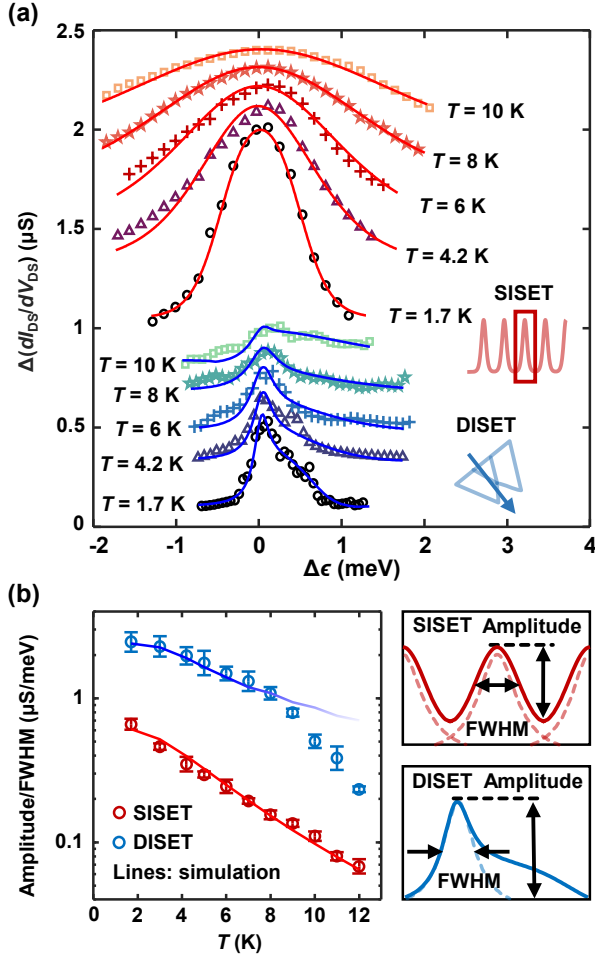 (a)
Δ(dI_DS/dV_DS) (μS)
2.5
2
1.5
1
0.5
0
T = 10 K
T = 8 K
T = 6 K
T = 4.2 K
T = 1.7 K
SISET
T = 10 K
T = 8 K
T = 6 K
T = 4.2 K
T = 1.7 K
DISET
-2 -1 0 1 2 3 4
Δϵ (meV)
(b)
Amplitude/FWHM (μS/meV)
1
0.1
SISET
DISET
Lines: simulation
0 2 4 6 8 10 12
T (K)
SISET Amplitude
FWHM
DISET Amplitude
FWHM